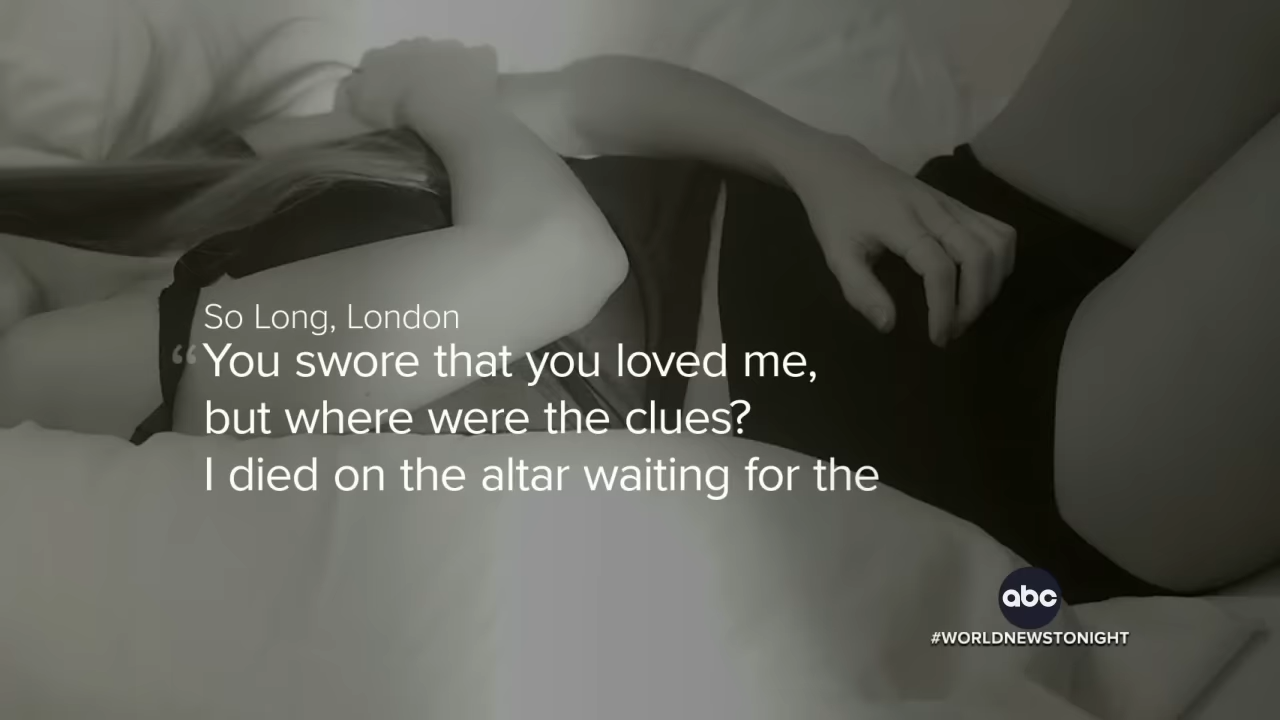 So Long, London
“You swore that you loved me,
but where were the clues?
I died on the altar waiting for the
abc
#WORLDNEWSTONIGHT